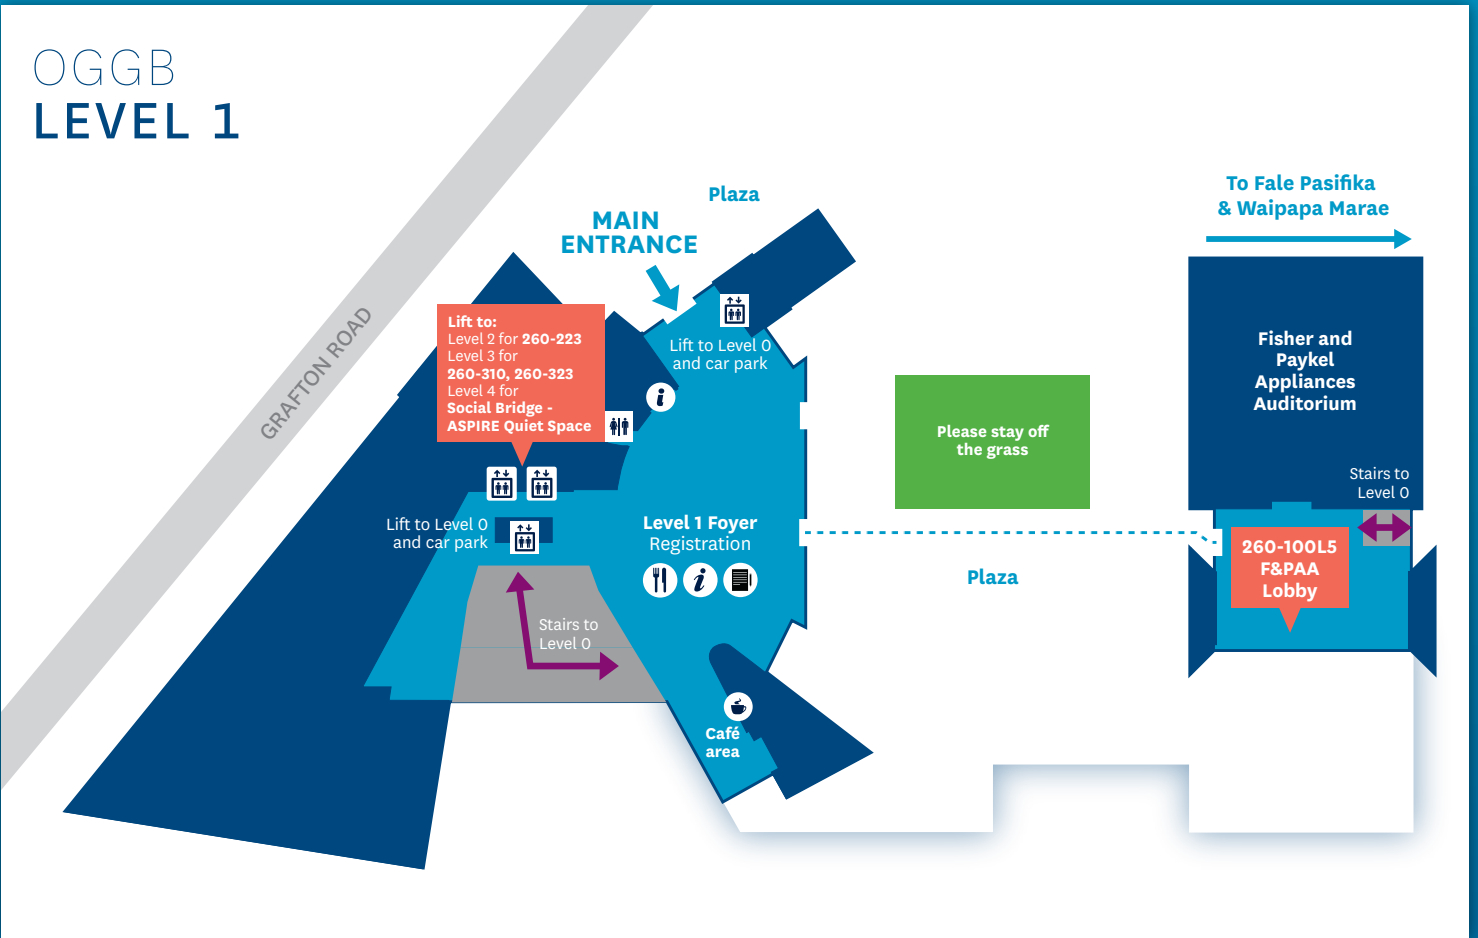 OGGB
LEVEL 1
Plaza
To Fale Pasifika
& Waipapa Marae
MAIN
ENTRANCE
GRAFTON ROAD
Lift to:
Level 2 for 260-223
Level 3 for
260-310, 260-323
Level 4 for
Social Bridge -
ASPIRE Quiet Space
Lift to Level 0
and car park
i
Fisher and
Paykel
Appliances
Auditorium
Please stay off
the grass
Stairs to
Level 0
Lift to Level 0
and car park
Level 1 Foyer
Registration
i
260-100L5
F&PAA
Lobby
Plaza
Stairs to
Level 0
Café
area